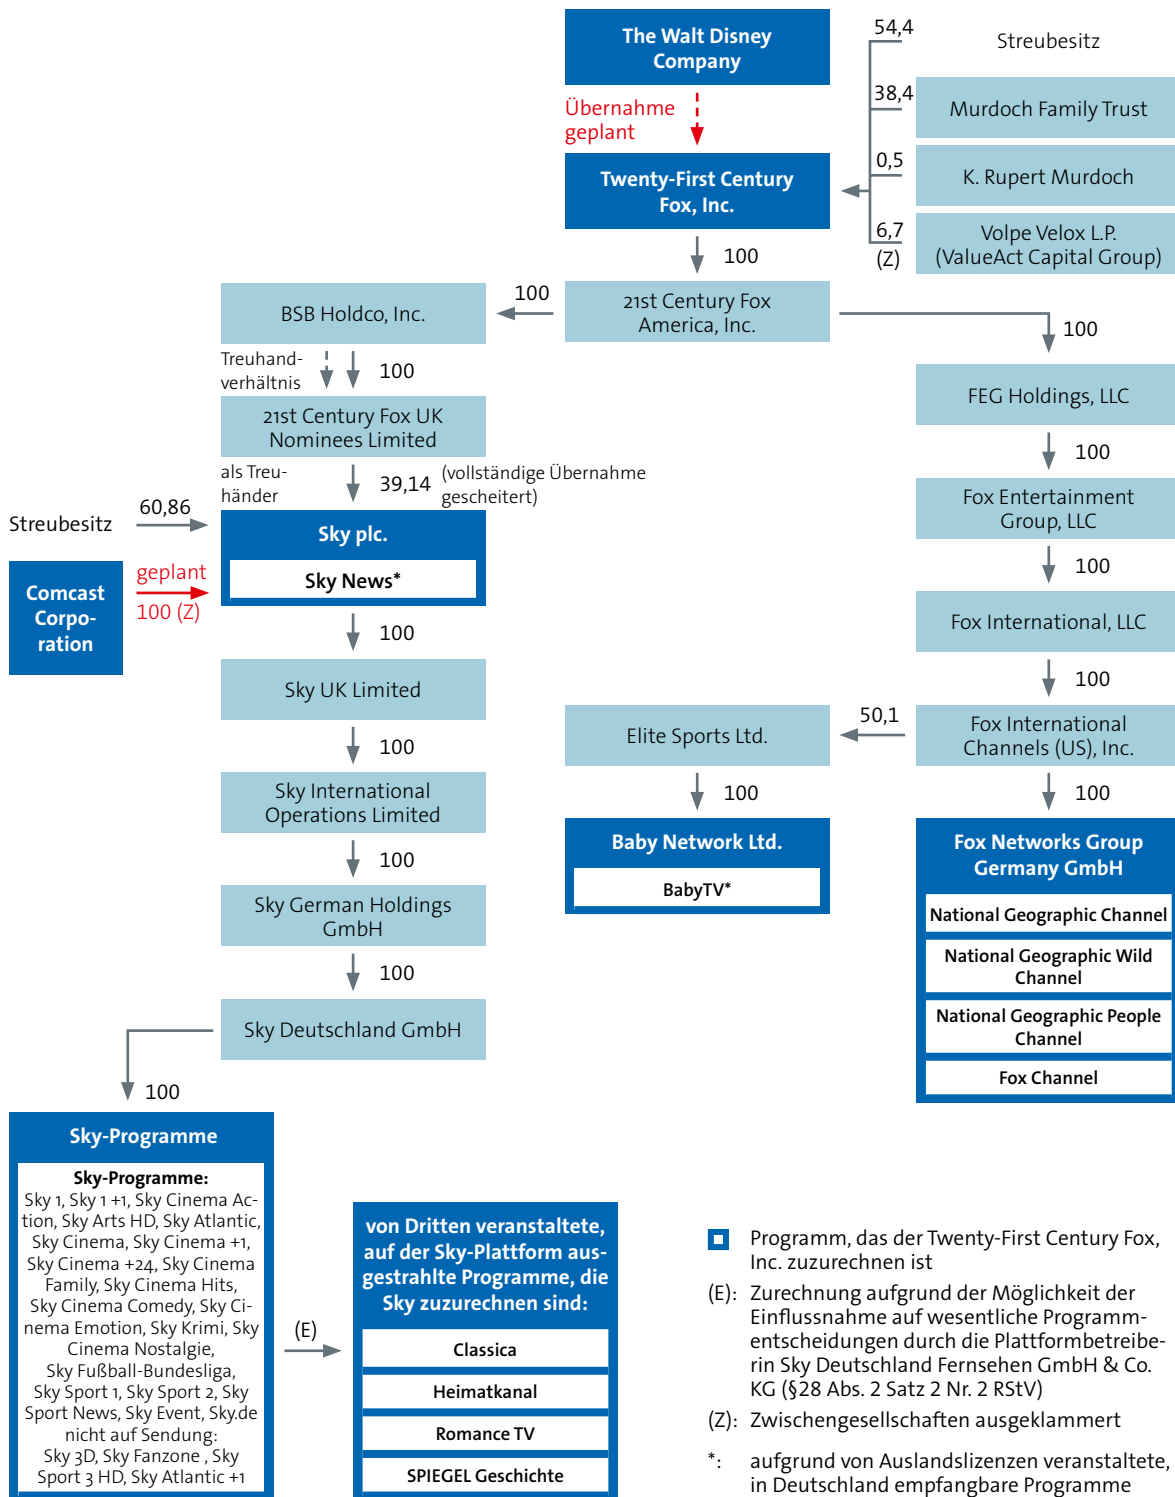 The Walt Disney
Company
Übernahme
geplant
Twenty-First Century
Fox, Inc.
54,4
Streubesitz
38,4
Murdoch Family Trust
0,5
K. Rupert Murdoch
6,7
(Z)
Volpe Velox L.P.
(ValueAct Capital Group)
100
21st Century Fox
America, Inc.
100
BSB Holdco, Inc.
100
Treuhand-
verhältnis
100
21st Century Fox UK
Nominees Limited
als Treu-
händer
39,14
(vollständige Übernahme
gescheitert)
Streubesitz
60,86
Sky plc.
Sky News*
Comcast
Corpo-
ration
geplant
100 (Z)
100
Sky UK Limited
100
Sky International
Operations Limited
100
Sky German Holdings
GmbH
100
Sky Deutschland GmbH
100
FEG Holdings, LLC
100
Fox Entertainment
Group, LLC
100
Fox International, LLC
100
Fox International
Channels (US), Inc.
50,1
Elite Sports Ltd.
100
Baby Network Ltd.
BabyTV*
100
Fox Networks Group
Germany GmbH
National Geographic Channel
National Geographic Wild
Channel
National Geographic People
Channel
Fox Channel
Sky-Programme
Sky-Programme:
Sky 1, Sky 1 +1, Sky Cinema Ac-
tion, Sky Arts HD, Sky Atlantic,
Sky Cinema, Sky Cinema +1,
Sky Cinema +24, Sky Cinema
Family, Sky Cinema Hits,
Sky Cinema Comedy, Sky Ci-
nema Emotion, Sky Krimi, Sky
Cinema Nostalgie,
Sky Fußball-Bundesliga,
Sky Sport 1, Sky Sport 2, Sky
Sport News, Sky Event, Sky.de
nicht auf Sendung:
Sky 3D, Sky Fanzone , Sky
Sport 3 HD, Sky Atlantic +1
(E)
von Dritten veranstaltete,
auf der Sky-Plattform aus-
gestrahlte Programme, die
Sky zuzurechnen sind:
Classica
Heimatkanal
Romance TV
SPIEGEL Geschichte
Programm, das der Twenty-First Century Fox,
Inc. zuzurechnen ist
(E): Zurechnung aufgrund der Möglichkeit der
Einflussnahme auf wesentliche Programm-
entscheidungen durch die Plattformbetreibe-
rin Sky Deutschland Fernsehen GmbH & Co.
KG (§28 Abs. 2 Satz 2 Nr. 2 RStV)
(Z): Zwischengesellschaften ausgeklammert
*: aufgrund von Auslandslizenzen veranstaltete,
in Deutschland empfangbare Programme